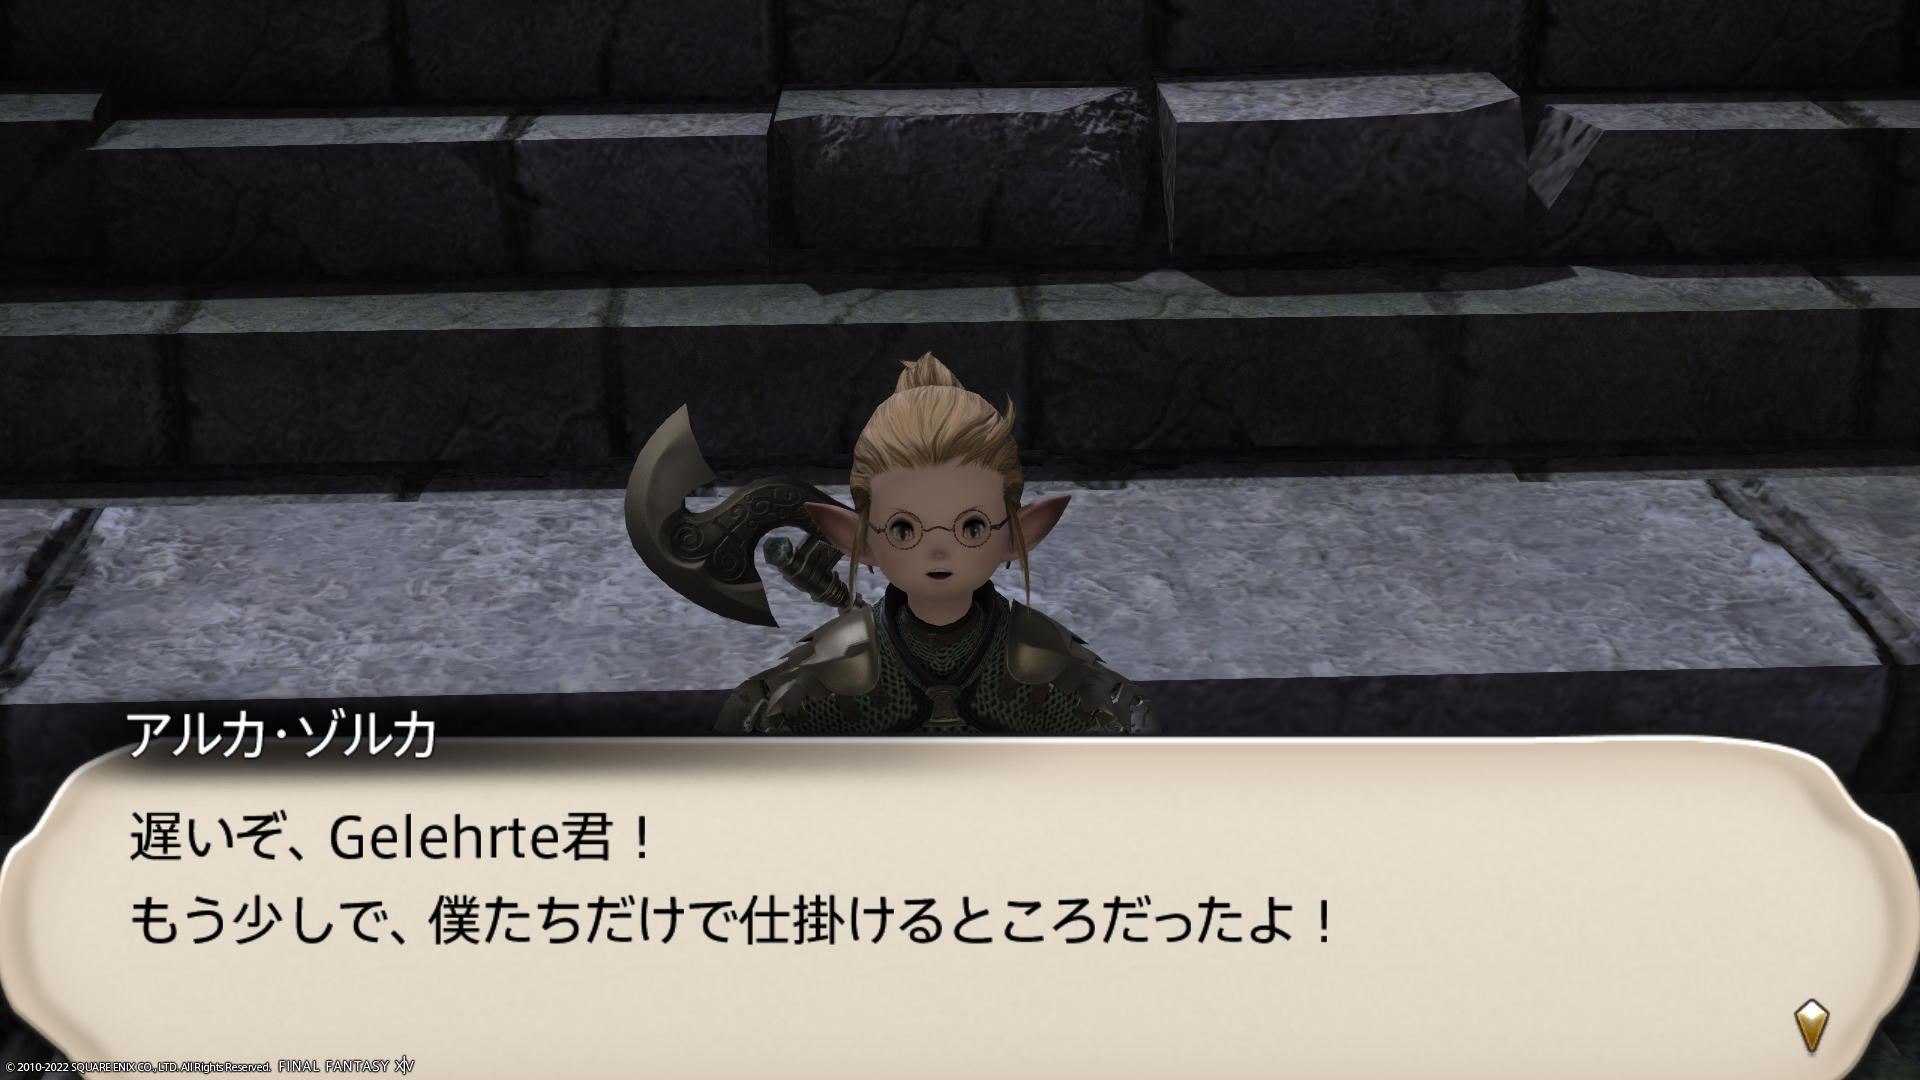 アルカ・ゾルカ
遅いぞ、Gelehrte君！
もう少しで、僕たちだけで仕掛けるところだったよ！
© 2010-2022 SQUARE ENIX CO., LTD. All Rights Reserved. FINAL FANTASY XIV